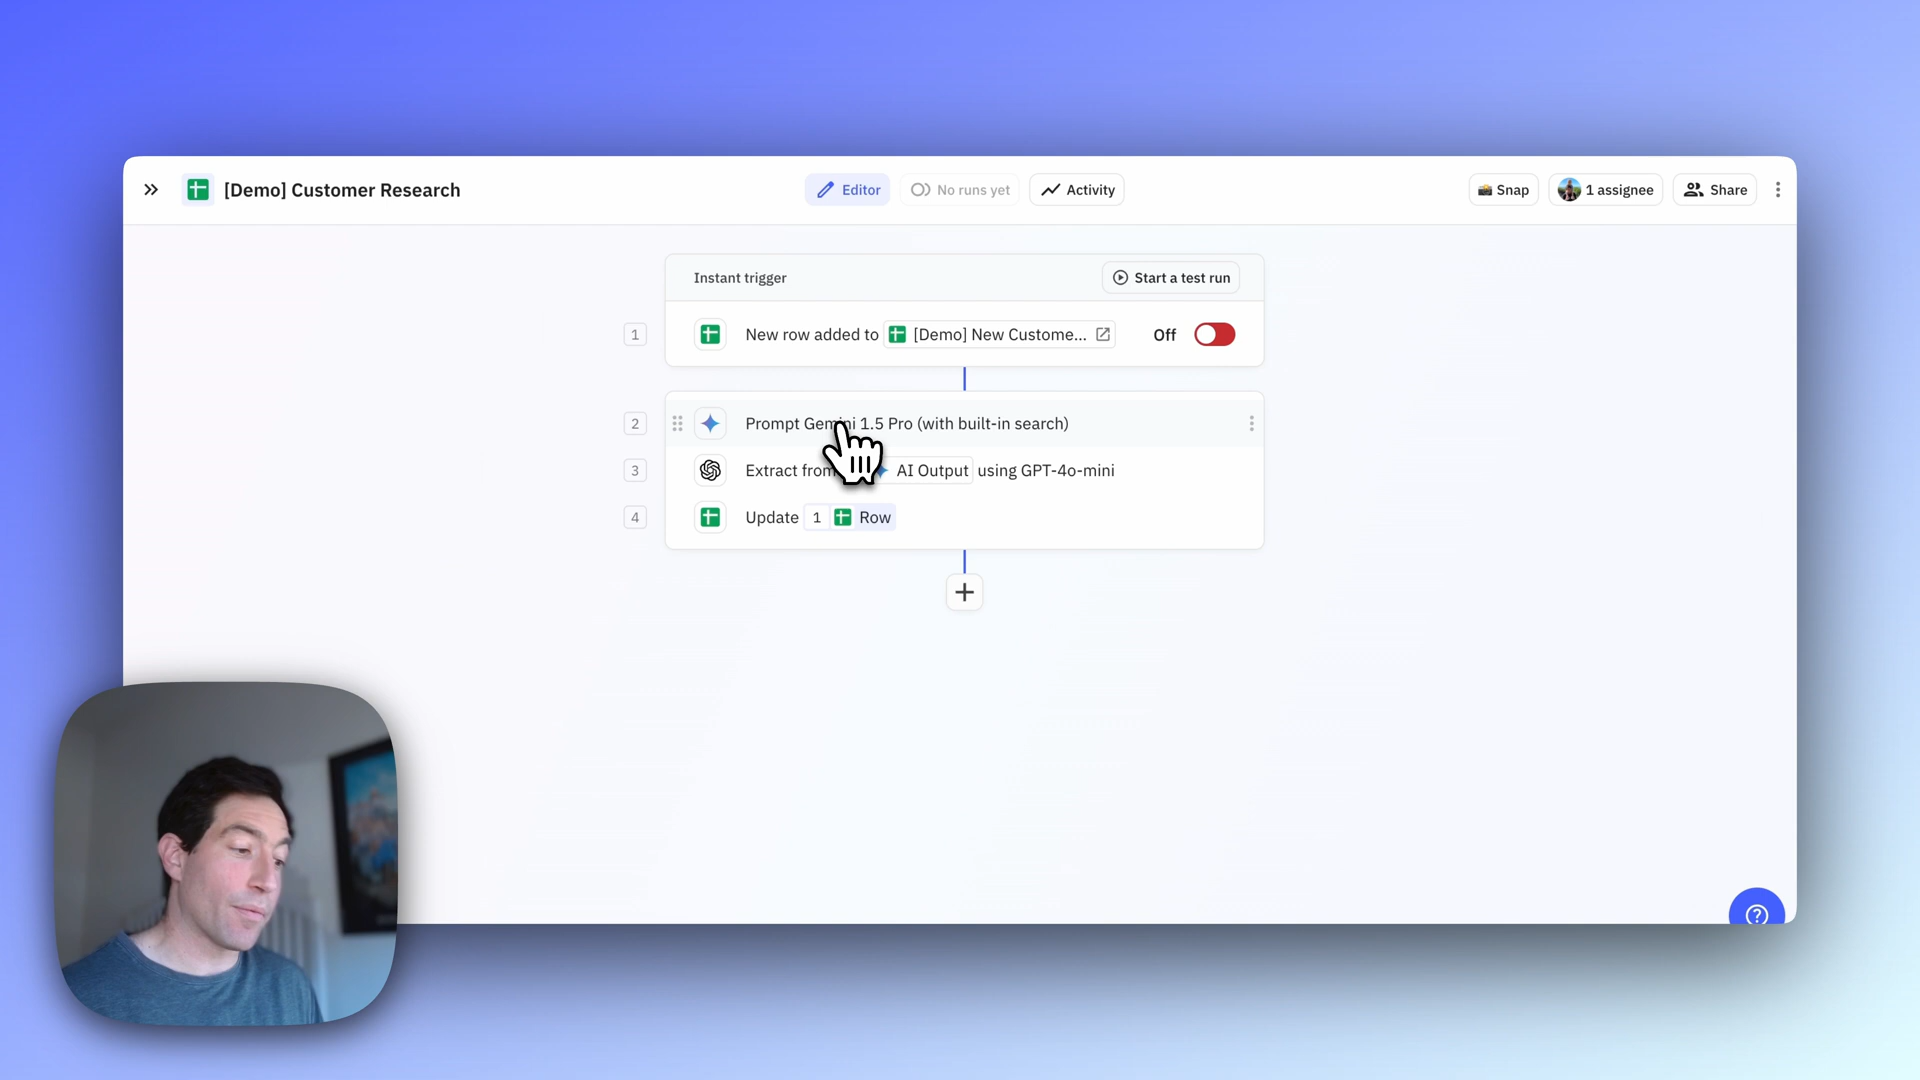 [Demo] Customer Research
Editor
No runs yet
Activity
Snap
1 assignee
Share
Instant trigger
Start a test run
1
New row added to [Demo] New Custome...
Off
2
Prompt Gemini 1.5 Pro (with built-in search)
3
Extract from AI Output using GPT-4o-mini
4
Update 1 Row